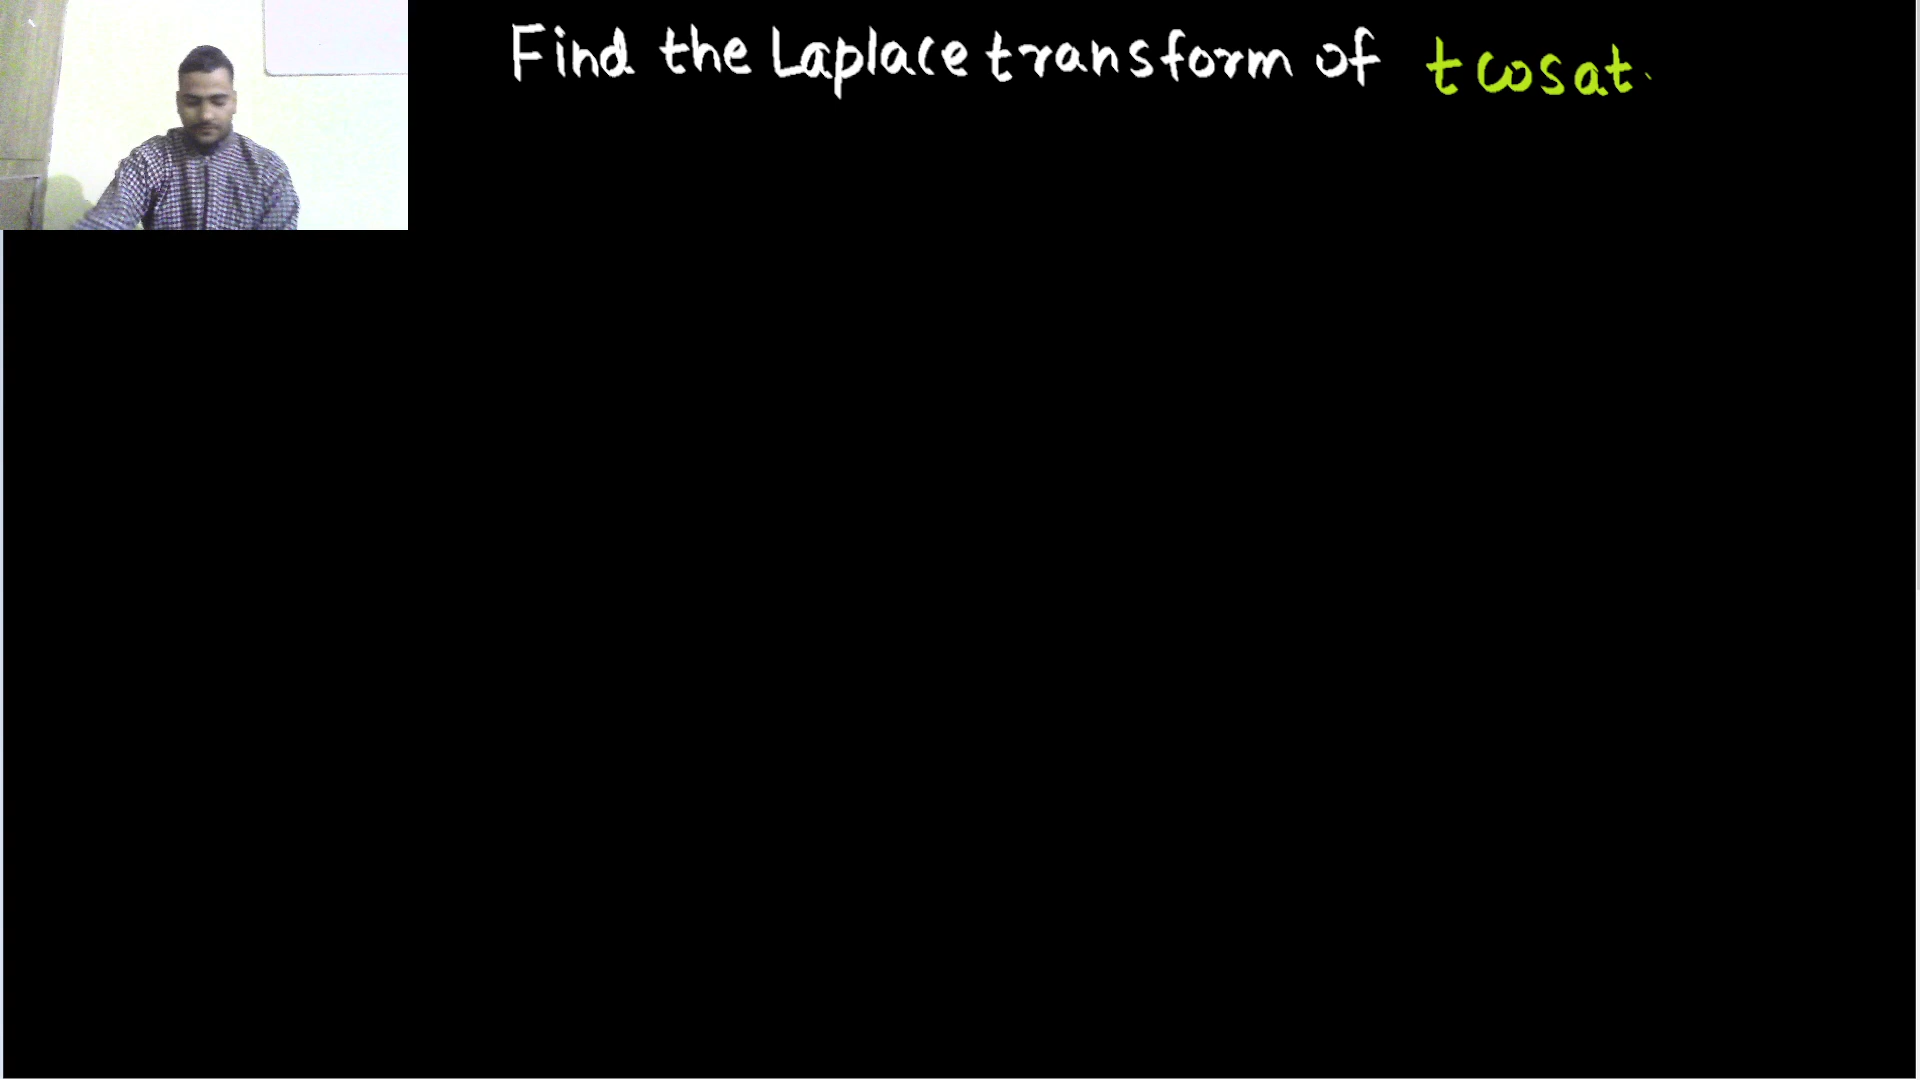 Find the Laplace transform of t cos at.